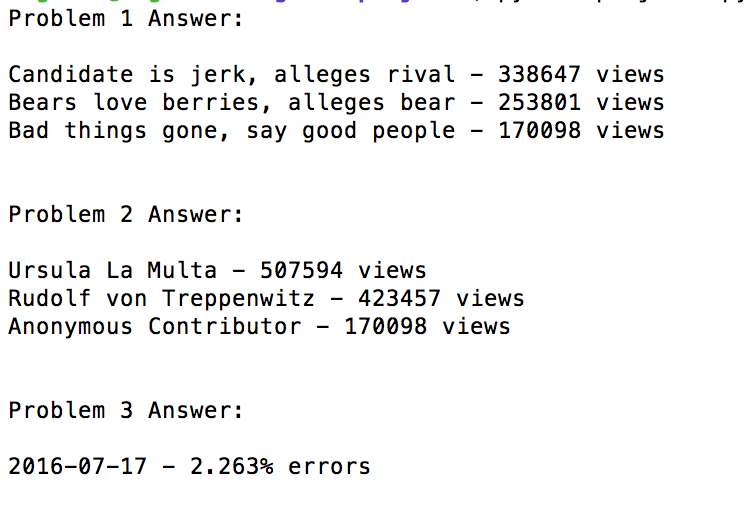 Problem 1 Answer:
Candidate is jerk, alleges rival – 338647 views
Bears love berries, alleges bear – 253801 views
Bad things gone, say good people – 170098 views
Problem 2 Answer:
Ursula La Multa – 507594 views
Rudolf von Treppenwitz – 423457 views
Anonymous Contributor – 170098 views
Problem 3 Answer:
2016-07-17 – 2.263% errors